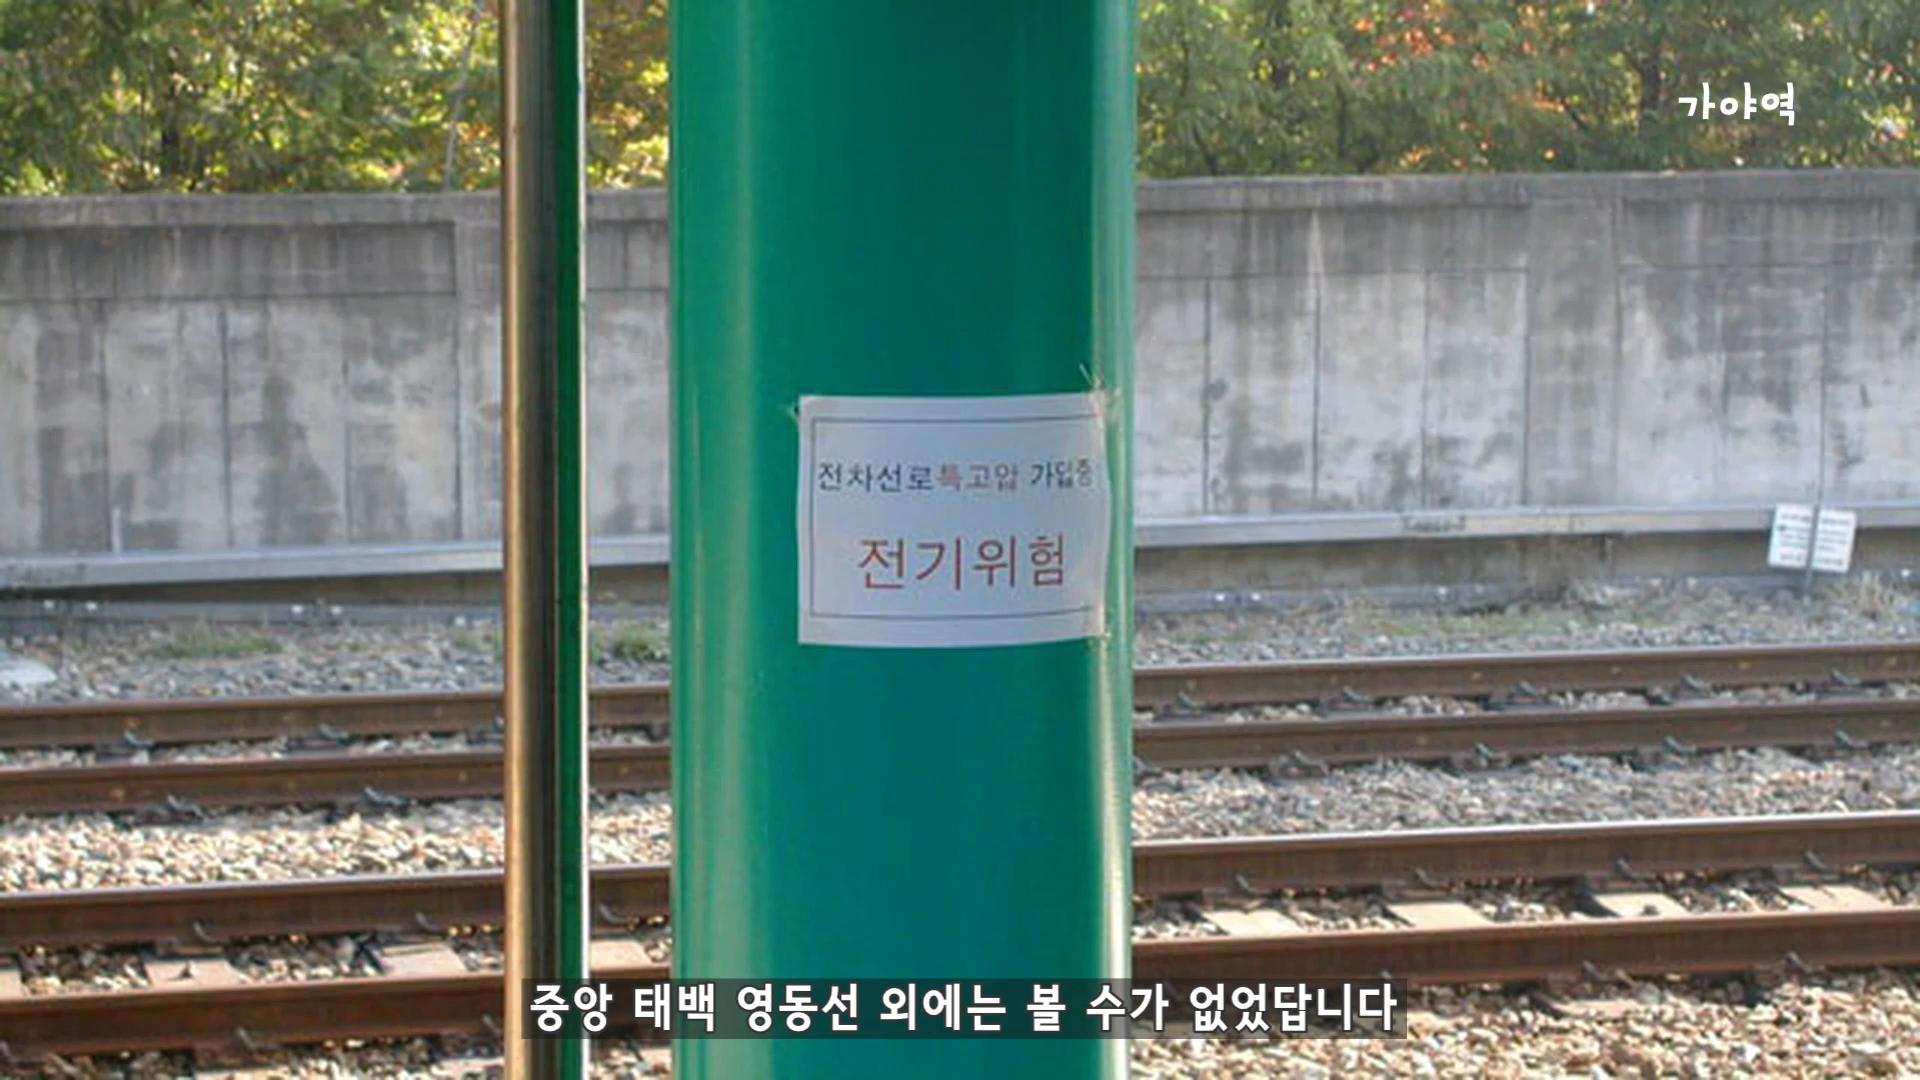 가야역
전차선로특고압 가압중
전기위험
중앙 태백 영동선 외에는 볼 수가 없었답니다